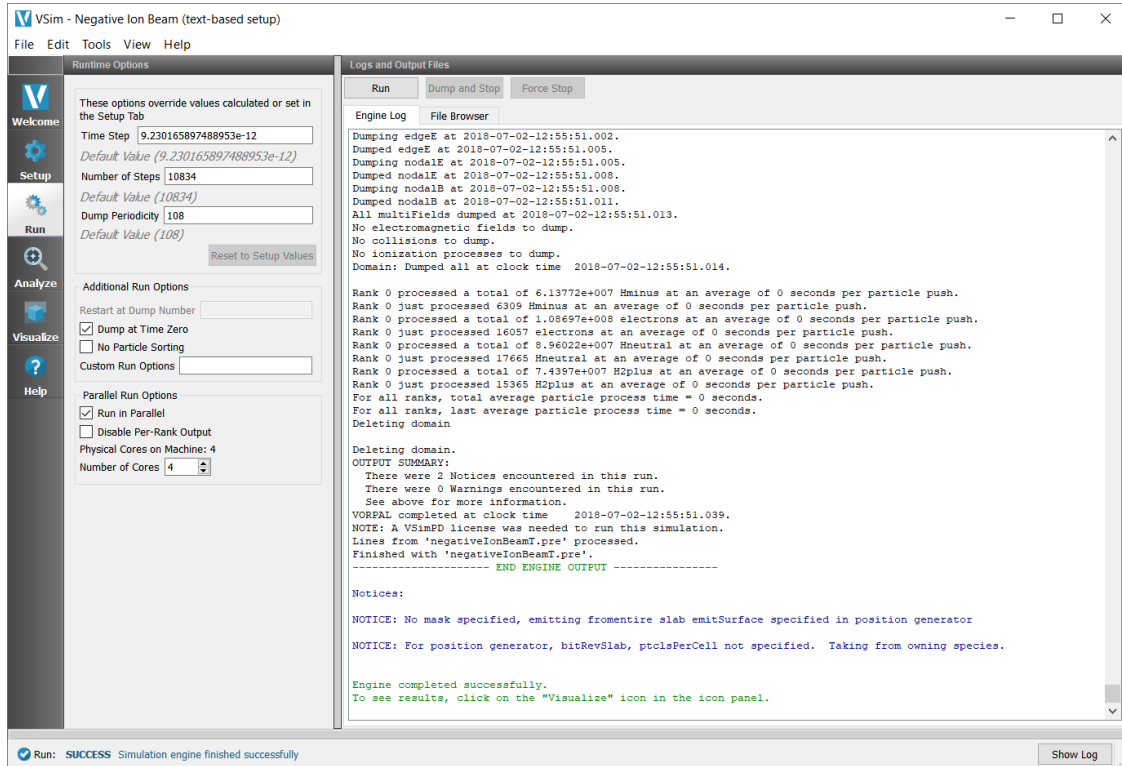 VSim - Negative Ion Beam (text-based setup)
File Edit Tools View Help
Welcome
Setup
Run
Analyze
Visualize
Help
Runtime Options
These options override values calculated or set in
the Setup Tab
Time Step 9.230165897488953e-12
Default Value (9.230165897488953e-12)
Number of Steps 10834
Default Value (10834)
Dump Periodicity 108
Default Value (108)
Reset to Setup Values
Additional Run Options
Restart at Dump Number
Dump at Time Zero
No Particle Sorting
Custom Run Options
Parallel Run Options
Run in Parallel
Disable Per-Rank Output
Physical Cores on Machine: 4
Number of Cores 4
Logs and Output Files
Run Dump and Stop Force Stop
Engine Log File Browser
Dumping edgeE at 2018-07-02-12:55:51.002.
Dumped edgeE at 2018-07-02-12:55:51.005.
Dumping nodalE at 2018-07-02-12:55:51.005.
Dumped nodalE at 2018-07-02-12:55:51.008.
Dumping nodalB at 2018-07-02-12:55:51.008.
Dumped nodalB at 2018-07-02-12:55:51.011.
All multiFields dumped at 2018-07-02-12:55:51.013.
No electromagnetic fields to dump.
No collisions to dump.
No ionization processes to dump.
Domain: Dumped all at clock time 2018-07-02-12:55:51.014.
Rank 0 processed a total of 6.13772e+007 Hminus at an average of 0 seconds per particle push.
Rank 0 just processed 6309 Hminus at an average of 0 seconds per particle push.
Rank 0 processed a total of 1.08697e+008 electrons at an average of 0 seconds per particle push.
Rank 0 just processed 16057 electrons at an average of 0 seconds per particle push.
Rank 0 processed a total of 8.96022e+007 Hneutral at an average of 0 seconds per particle push.
Rank 0 just processed 17665 Hneutral at an average of 0 seconds per particle push.
Rank 0 processed a total of 7.4397e+007 H2plus at an average of 0 seconds per particle push.
Rank 0 just processed 15365 H2plus at an average of 0 seconds per particle push.
For all ranks, total average particle process time = 0 seconds.
For all ranks, last average particle process time = 0 seconds.
Deleting domain
Deleting domain.
OUTPUT SUMMARY:
There were 2 Notices encountered in this run.
There were 0 Warnings encountered in this run.
See above for more information.
VORPAL completed at clock time 2018-07-02-12:55:51.039.
NOTE: A VSimPD license was needed to run this simulation.
Lines from 'negativeIonBeamT.pre' processed.
Finished with 'negativeIonBeamT.pre'.
--------------------- END ENGINE OUTPUT ----------------
Notices:
NOTICE: No mask specified, emitting fromentire slab emitSurface specified in position generator
NOTICE: For position generator, bitRevSlab, ptclsPerCell not specified. Taking from owning species.
Engine completed successfully.
To see results, click on the "Visualize" icon in the icon panel.
Run: SUCCESS Simulation engine finished successfully
Show Log